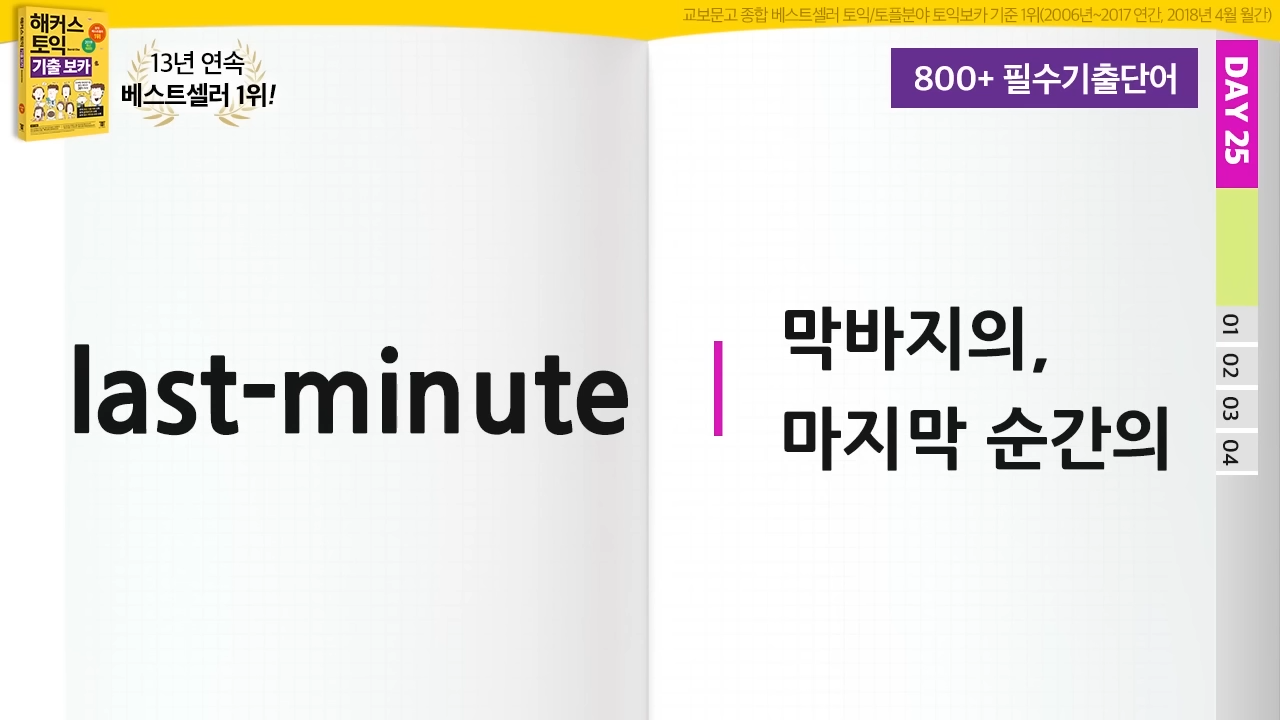 교보문고 종합 베스트셀러 토익/토플분야 토익보카 기준 1위(2006년~2017 연간, 2018년 4월 월간)
해커스
토익
기출 보카
13년 연속
베스트셀러 1위!
800+ 필수기출단어
DAY 25
last-minute
막바지의,
마지막 순간의
01
02
03
04